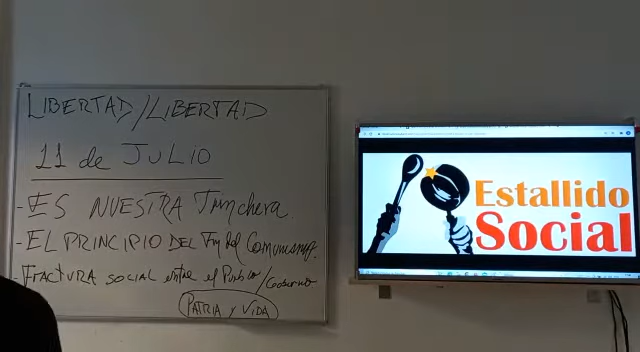 LIBERTAD/LIBERTAD
11 de JULIO
- ES NUESTRA Trinchera.
- EL PRINCIPIO DEL Fin del Comunismo.
- FRACTURA SOCIAL entre el Pueblo/Gobierno
PATRIA Y VIDA
Estallido
Social